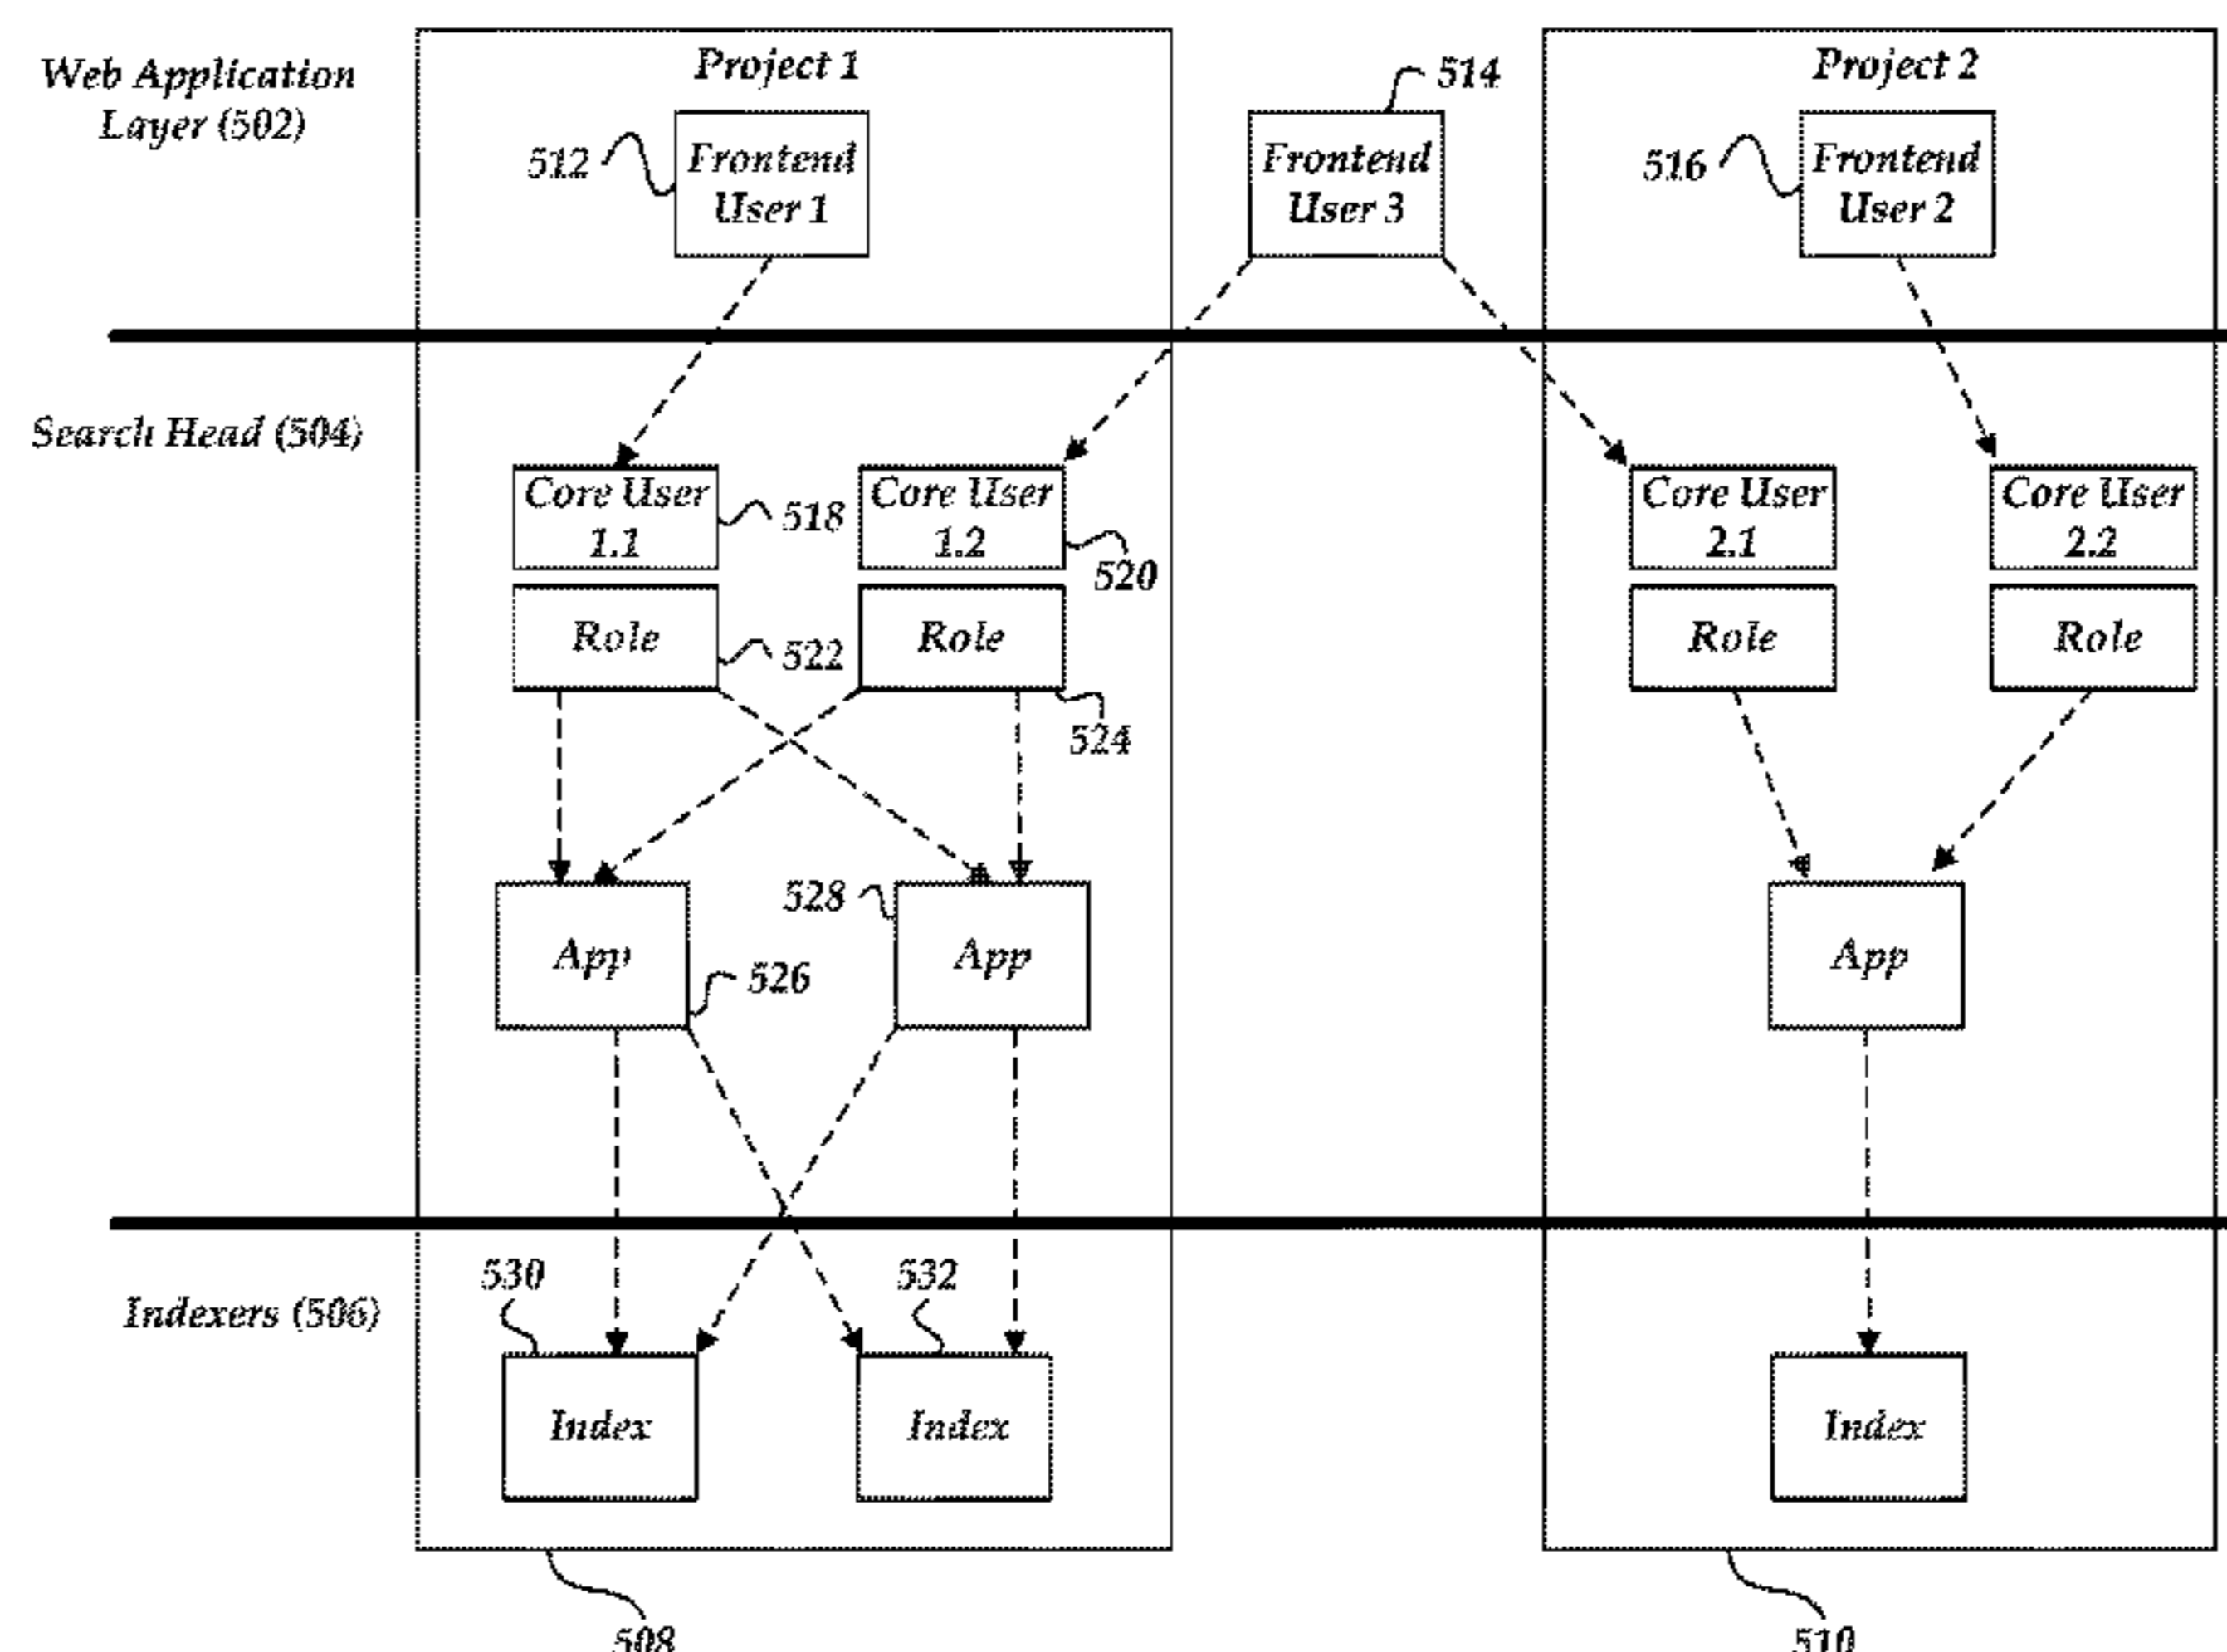 Web Application
Layer (502)
Project 1
512
Frontend
User 1
514
Frontend
User 3
Project 2
516
Frontend
User 2
Search Head (504)
Core User
1.1
518
Core User
1.2
520
Core User
2.1
Core User
2.2
Role
522
Role
524
Role
Role
App
526
528
App
App
Indexers (506)
530
532
Index
Index
Index
508
510